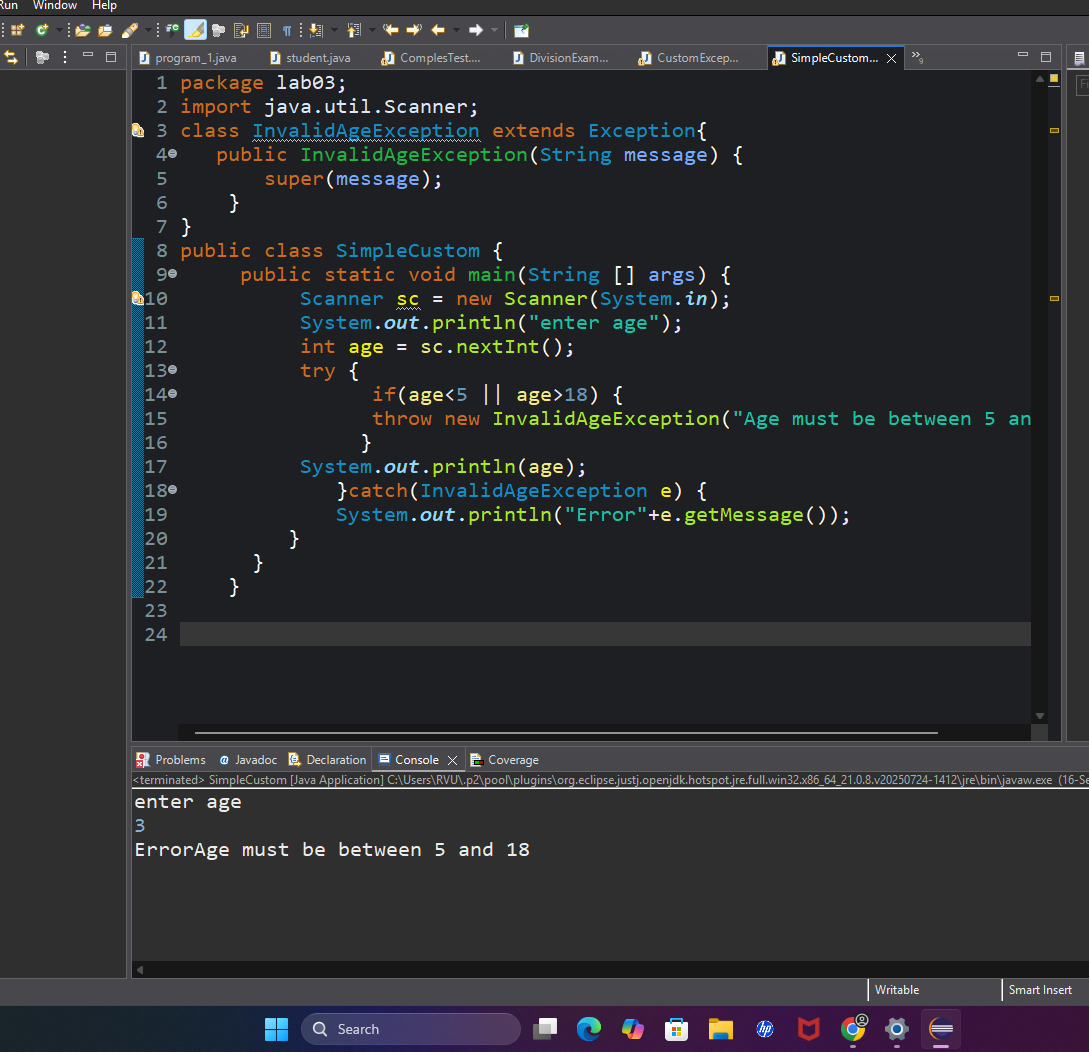 Run Window Help
program_1.java student.java ComplesTest.... DivisionExam... CustomExcep... SimpleCustom... »9
1 package lab03;
2 import java.util.Scanner;
3 class InvalidAgeException extends Exception{
4 public InvalidAgeException(String message) {
5 super(message);
6 }
7 }
8 public class SimpleCustom {
9 public static void main(String [] args) {
10 Scanner sc = new Scanner(System.in);
11 System.out.println("enter age");
12 int age = sc.nextInt();
13 try {
14 if(age<5 || age>18) {
15 throw new InvalidAgeException("Age must be between 5 an
16 }
17 System.out.println(age);
18 }catch(InvalidAgeException e) {
19 System.out.println("Error"+e.getMessage());
20 }
21 }
22 }
23
24
Problems Javadoc Declaration Console Coverage
<terminated> SimpleCustom [Java Application] C:\Users\RVU\.p2\pool\plugins\org.eclipse.justj.openjdk.hotspot.jre.full.win32.x86_64_21.0.8.v20250724-1412\jre\bin\javaw.exe (16-Se
enter age
3
ErrorAge must be between 5 and 18
Writable Smart Insert
Search hp